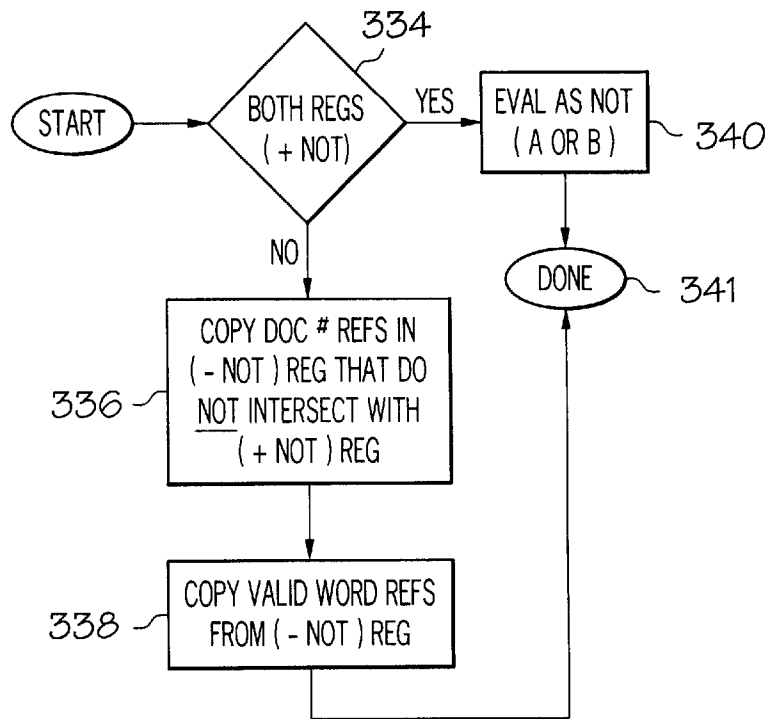 334
START
BOTH REGS
( + NOT)
YES
EVAL AS NOT
( A OR B )
340
NO
DONE
341
COPY DOC # REFS IN
( - NOT ) REG THAT DO
NOT INTERSECT WITH
( + NOT ) REG
336
COPY VALID WORD REFS
FROM ( - NOT ) REG
338